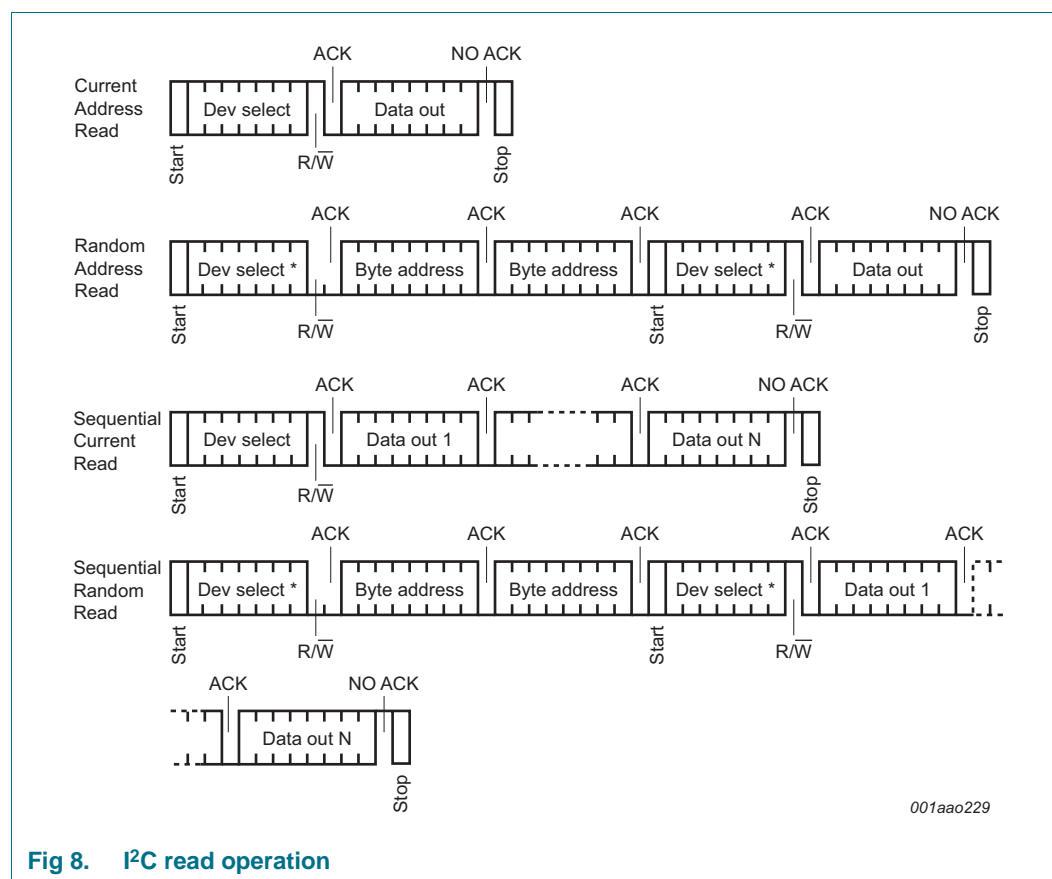 ACK NO ACK
Current
Address
Read
Dev select Data out
Start R/W̅ Stop
ACK ACK ACK ACK NO ACK
Random
Address
Read
Dev select * Byte address Byte address Dev select * Data out
Start R/W̅ Start R/W̅ Stop
ACK ACK ACK NO ACK
Sequential
Current
Read
Dev select Data out 1 Data out N
Start R/W̅ Stop
ACK ACK ACK ACK ACK
Sequential
Random
Read
Dev select * Byte address Byte address Dev select * Data out 1
Start R/W̅ Start R/W̅
ACK NO ACK
Data out N
Stop
001aao229
Fig 8. I²C read operation